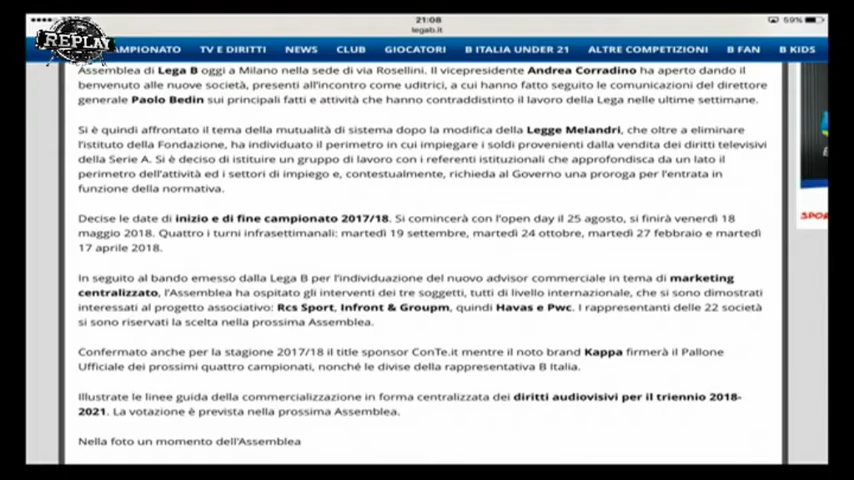 21:08
59%
legab.it
REPLAY
AMPIONATO TV E DIRITTI NEWS CLUB GIOCATORI B ITALIA UNDER 21 ALTRE COMPETIZIONI B FAN B KIDS
Assemblea di Lega B oggi a Milano nella sede di via Rosellini. Il vicepresidente Andrea Corradino ha aperto dando il
benvenuto alle nuove società, presenti all'incontro come uditrici, a cui hanno fatto seguito le comunicazioni del direttore
generale Paolo Bedin sui principali fatti e attività che hanno contraddistinto il lavoro della Lega nelle ultime settimane.
Si è quindi affrontato il tema della mutualità di sistema dopo la modifica della Legge Melandri, che oltre a eliminare
l'istituto della Fondazione, ha individuato il perimetro in cui impiegare i soldi provenienti dalla vendita dei diritti televisivi
della Serie A. Si è deciso di istituire un gruppo di lavoro con i referenti istituzionali che approfondisca da un lato il
perimetro dell'attività ed i settori di impiego e, contestualmente, richieda al Governo una proroga per l'entrata in
funzione della normativa.
Decise le date di inizio e di fine campionato 2017/18. Si comincerà con l'open day il 25 agosto, si finirà venerdì 18
maggio 2018. Quattro i turni infrasettimanali: martedì 19 settembre, martedì 24 ottobre, martedì 27 febbraio e martedì
17 aprile 2018.
In seguito al bando emesso dalla Lega B per l'individuazione del nuovo advisor commerciale in tema di marketing
centralizzato, l'Assemblea ha ospitato gli interventi dei tre soggetti, tutti di livello internazionale, che si sono dimostrati
interessati al progetto associativo: Rcs Sport, Infront & Groupm, quindi Havas e Pwc. I rappresentanti delle 22 società
si sono riservati la scelta nella prossima Assemblea.
Confermato anche per la stagione 2017/18 il title sponsor ConTe.it mentre il noto brand Kappa firmerà il Pallone
Ufficiale dei prossimi quattro campionati, nonché le divise della rappresentativa B Italia.
Illustrate le linee guida della commercializzazione in forma centralizzata dei diritti audiovisivi per il triennio 2018-
2021. La votazione è prevista nella prossima Assemblea.
Nella foto un momento dell'Assemblea
SPOR